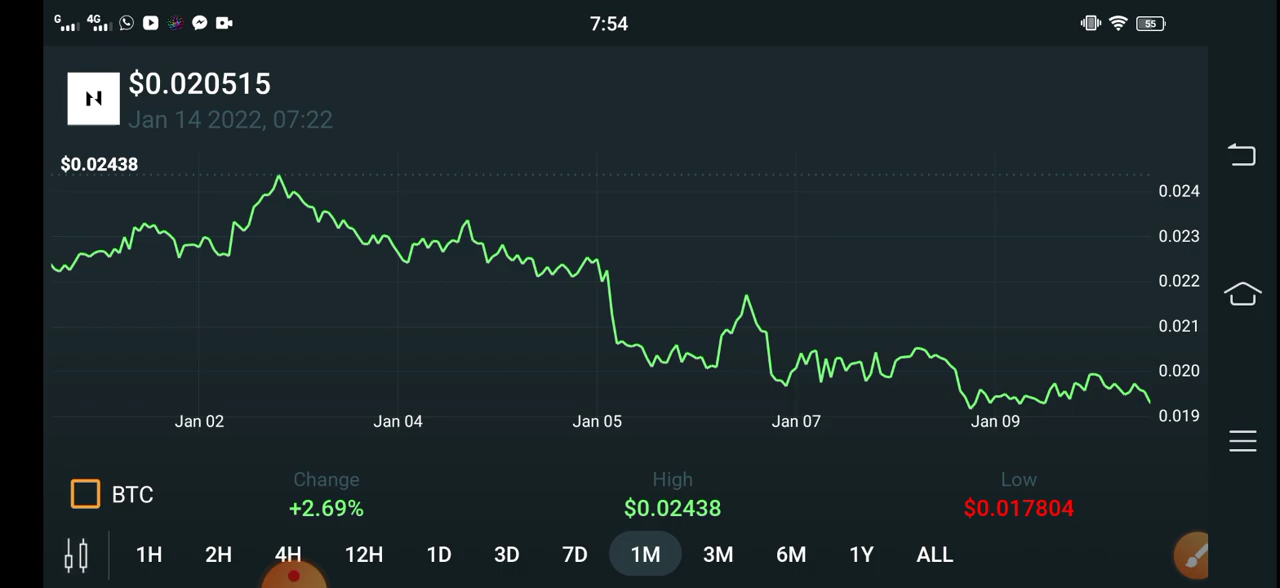 G 4G 7:54 55
N
$0.020515
Jan 14 2022, 07:22
$0.02438
0.024
0.023
0.022
0.021
0.020
0.019
Jan 02 Jan 04 Jan 05 Jan 07 Jan 09
BTC
Change High Low
+2.69% $0.02438 $0.017804
1H 2H 4H 12H 1D 3D 7D 1M 3M 6M 1Y ALL